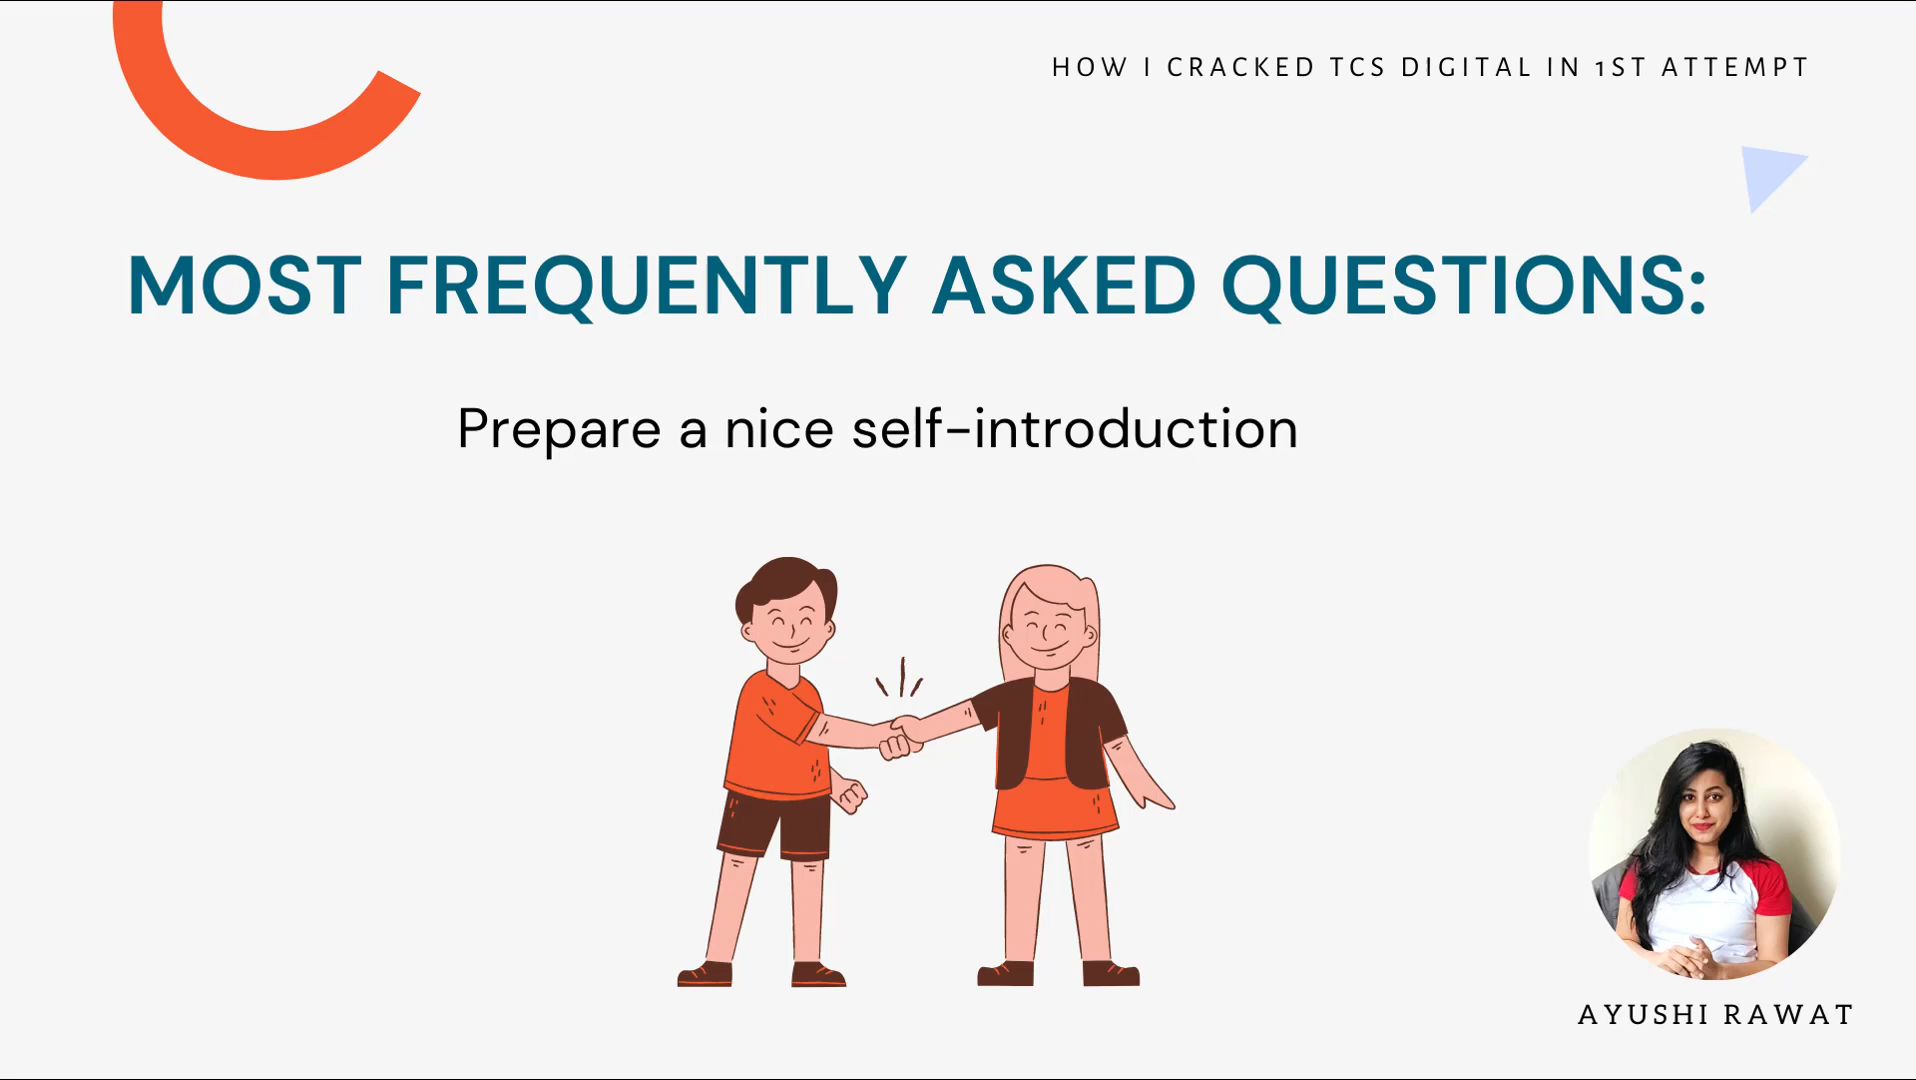 HOW I CRACKED TCS DIGITAL IN 1ST ATTEMPT
MOST FREQUENTLY ASKED QUESTIONS:
Prepare a nice self-introduction
AYUSHI RAWAT